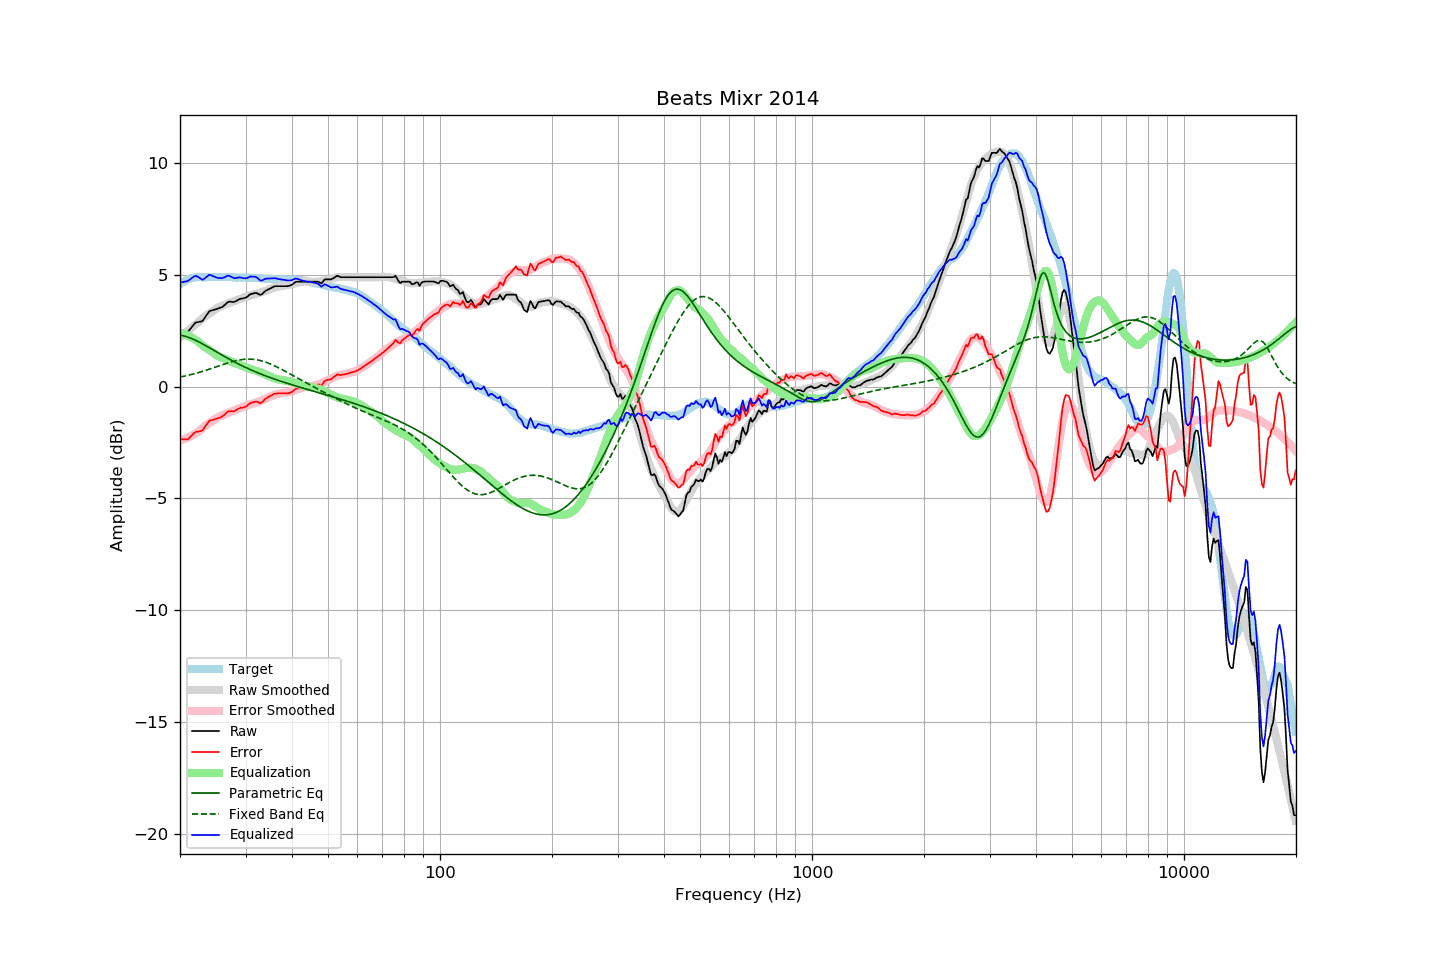 Beats Mixr 2014
10
5
0
−5
−10
−15
−20
Amplitude (dBr)
Target
Raw Smoothed
Error Smoothed
Raw
Error
Equalization
Parametric Eq
Fixed Band Eq
Equalized
100
1000
10000
Frequency (Hz)